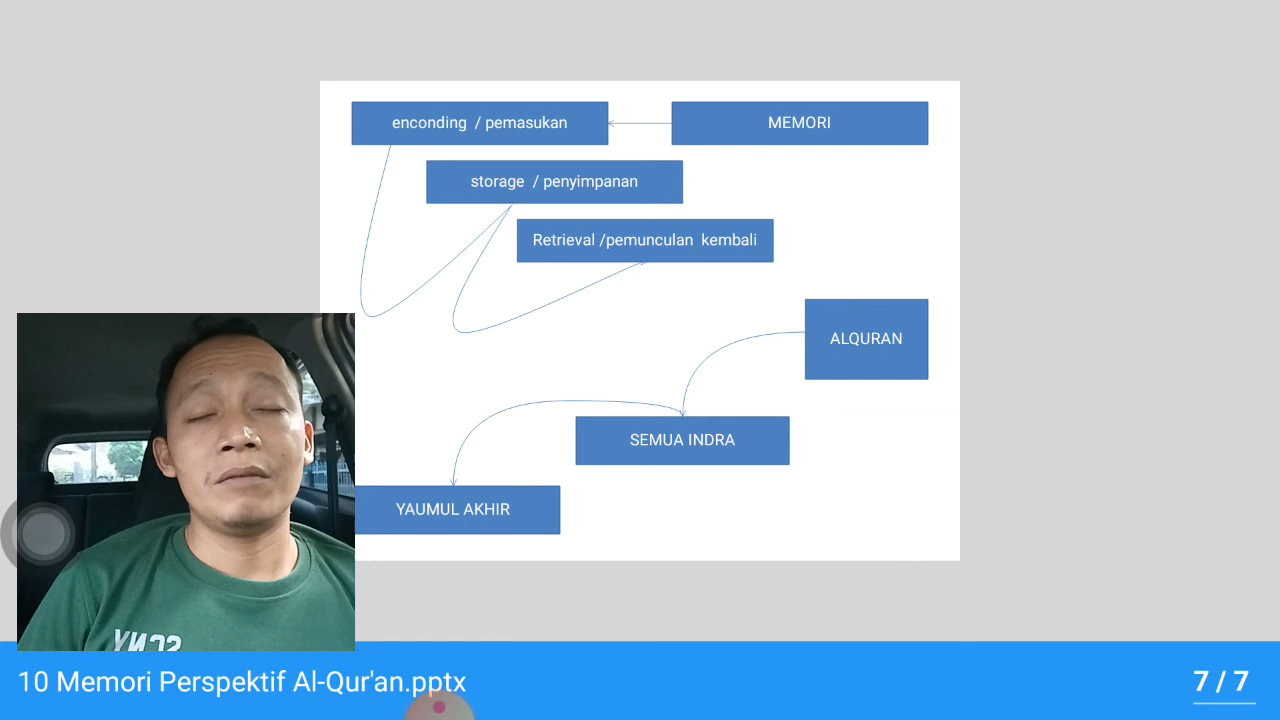 enconding / pemasukan
MEMORI
storage / penyimpanan
Retrieval /pemunculan kembali
ALQURAN
SEMUA INDRA
YAUMUL AKHIR
10 Memori Perspektif Al-Qur'an.pptx
7 / 7